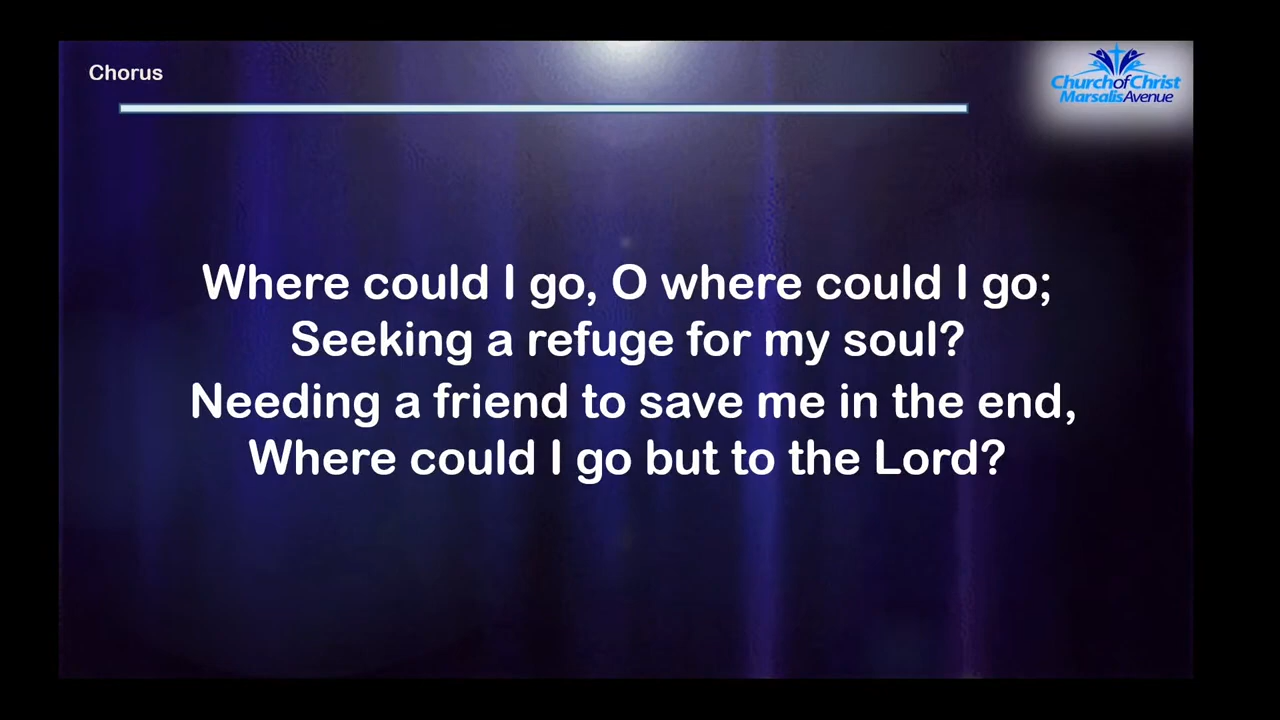 Chorus
Church of Christ
Marsalis Avenue
Where could I go, O where could I go;
Seeking a refuge for my soul?
Needing a friend to save me in the end,
Where could I go but to the Lord?